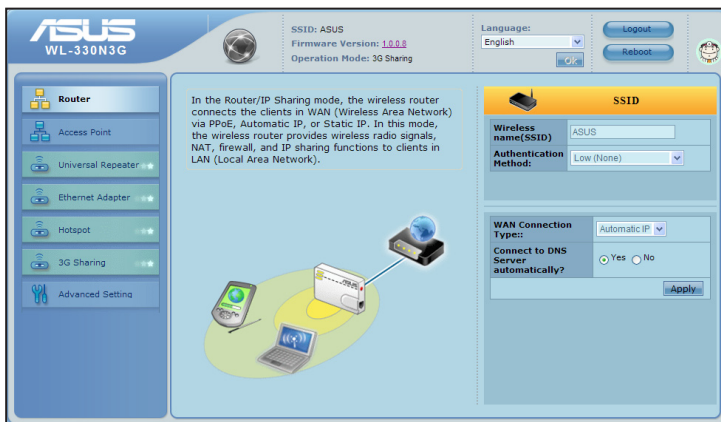 ASUS
WL-330N3G
SSID: ASUS
Firmware Version: 1.0.0.8
Operation Mode: 3G Sharing
Language:
English
OK
Logout
Reboot
Router
Access Point
Universal Repeater
Ethernet Adapter
Hotspot
3G Sharing
Advanced Setting
In the Router/IP Sharing mode, the wireless router
connects the clients in WAN (Wireless Area Network)
via PPoE, Automatic IP, or Static IP. In this mode,
the wireless router provides wireless radio signals,
NAT, firewall, and IP sharing functions to clients in
LAN (Local Area Network).
SSID
Wireless
name(SSID)
ASUS
Authentication
Method:
Low (None)
WAN Connection
Type::
Automatic IP
Connect to DNS
Server
automatically?
Yes No
Apply